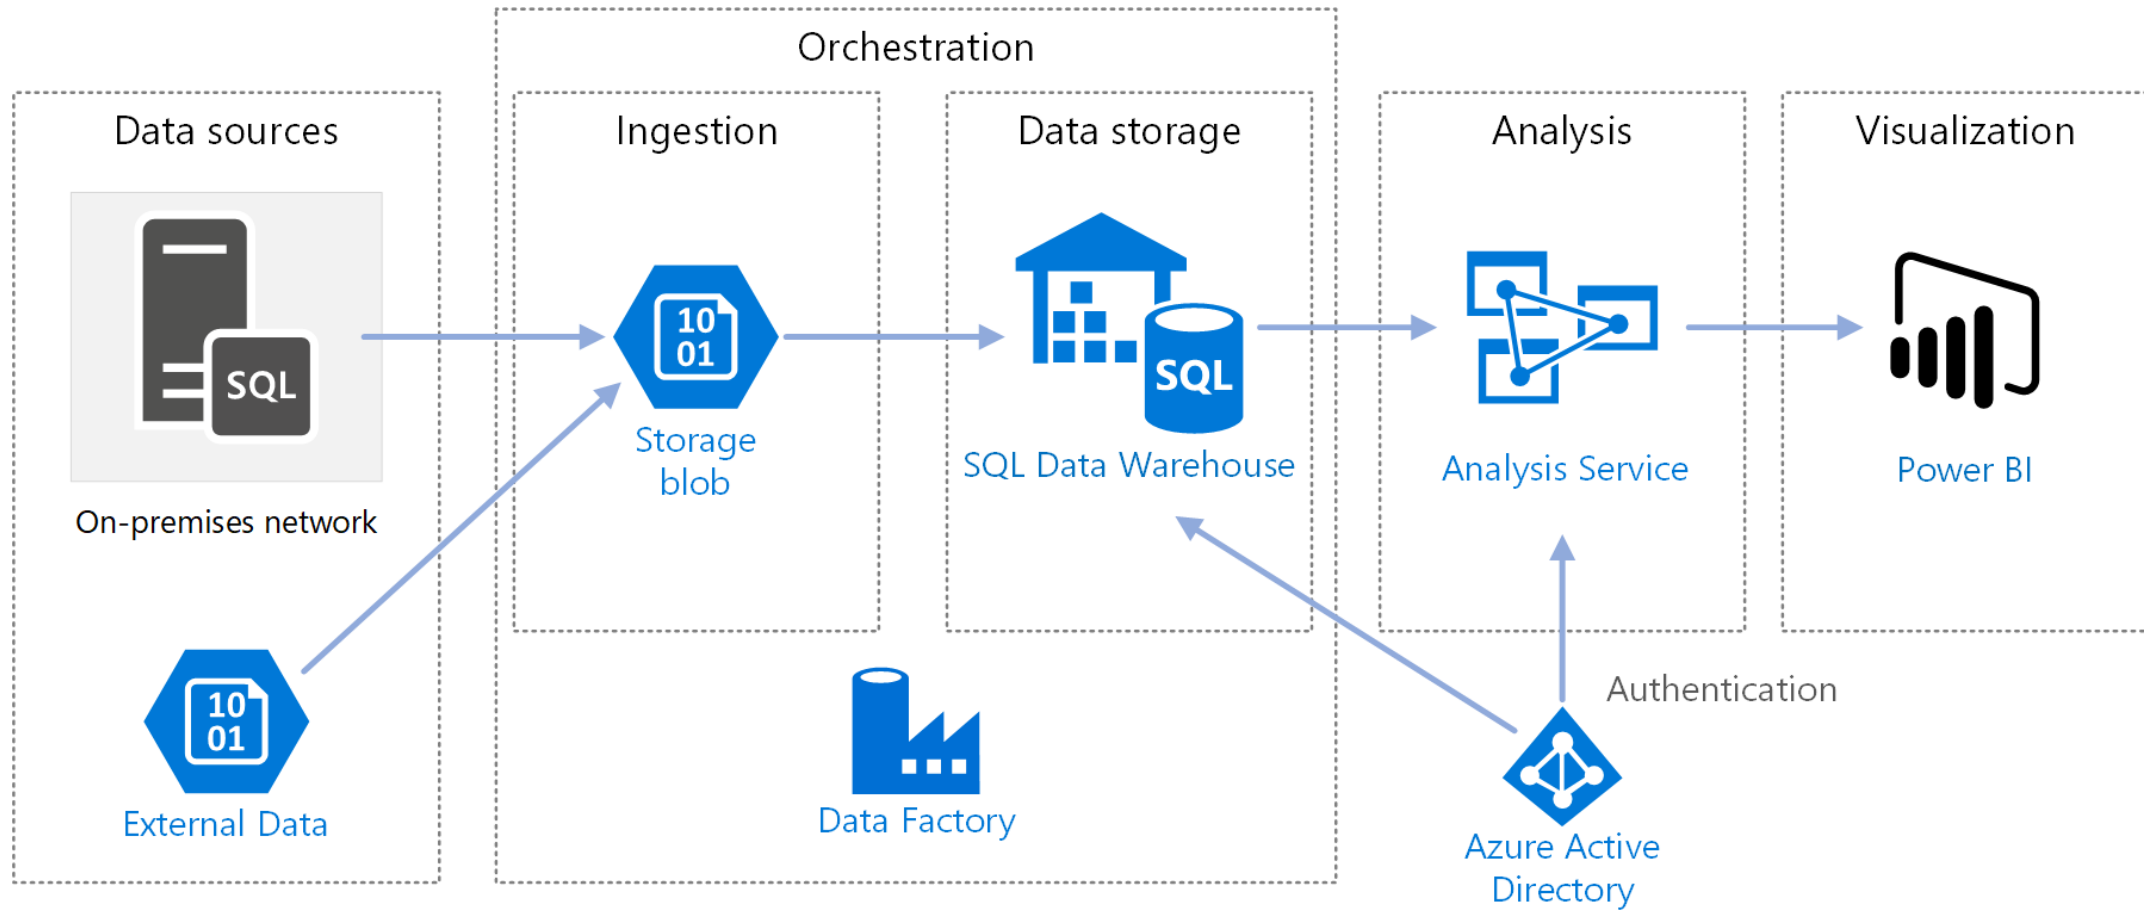 Orchestration
Data sources
Ingestion
Data storage
Analysis
Visualization
SQL
On-premises network
10
01
Storage
blob
SQL
SQL Data Warehouse
Analysis Service
Power BI
10
01
External Data
Data Factory
Authentication
Azure Active
Directory